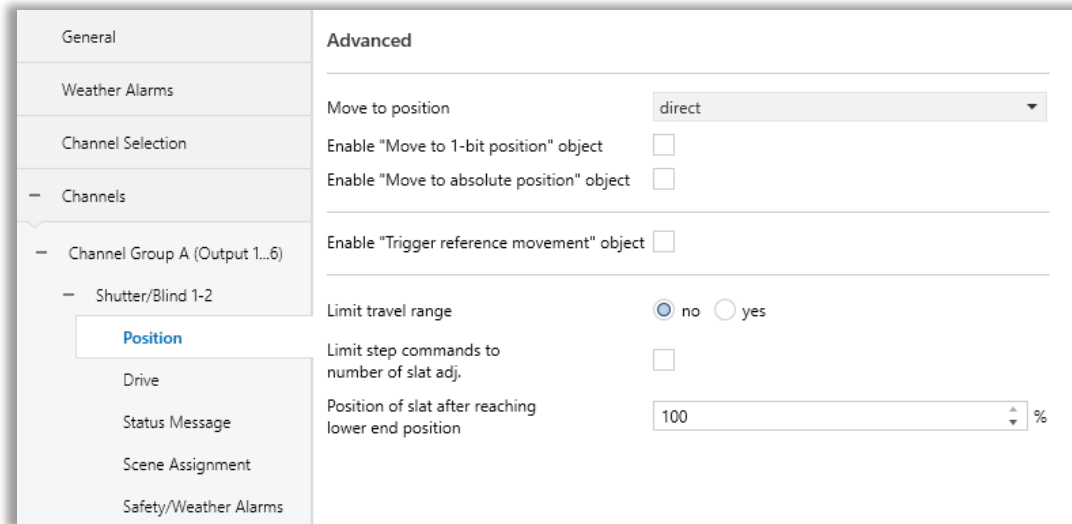 General
Weather Alarms
Channel Selection
Channels
Channel Group A (Output 1...6)
Shutter/Blind 1-2
Position
Drive
Status Message
Scene Assignment
Safety/Weather Alarms
Advanced
Move to position
direct
Enable "Move to 1-bit position" object
Enable "Move to absolute position" object
Enable "Trigger reference movement" object
Limit travel range
no yes
Limit step commands to
number of slat adj.
Position of slat after reaching
lower end position
100 %